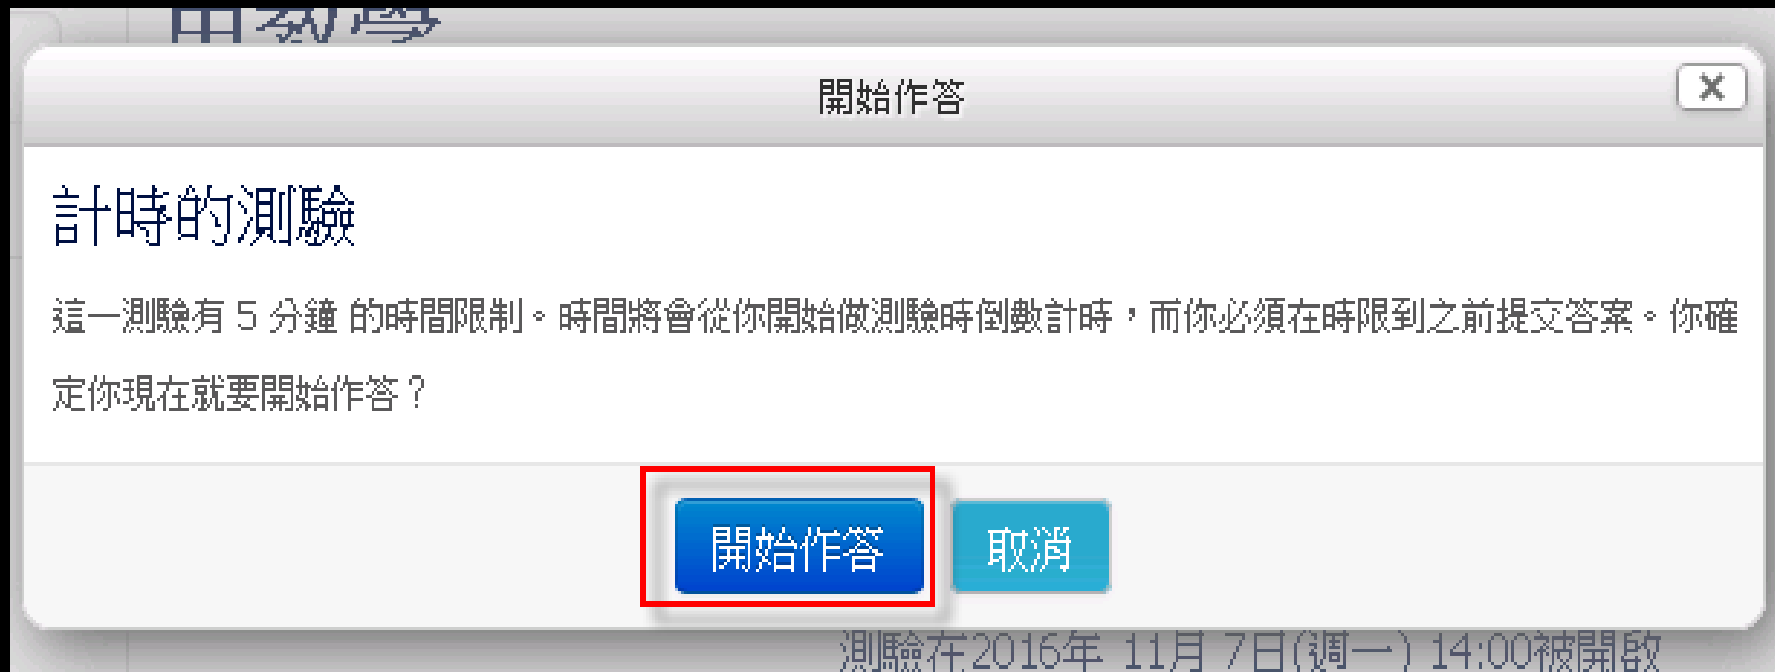 開始作答
計時的測驗
這一測驗有 5 分鐘 的時間限制。時間將會從你開始做測驗時倒數計時，而你必須在時限到之前提交答案。你確
定你現在就要開始作答？
開始作答 取消
測驗在2016年 11月 7日(週一) 14:00被開啟